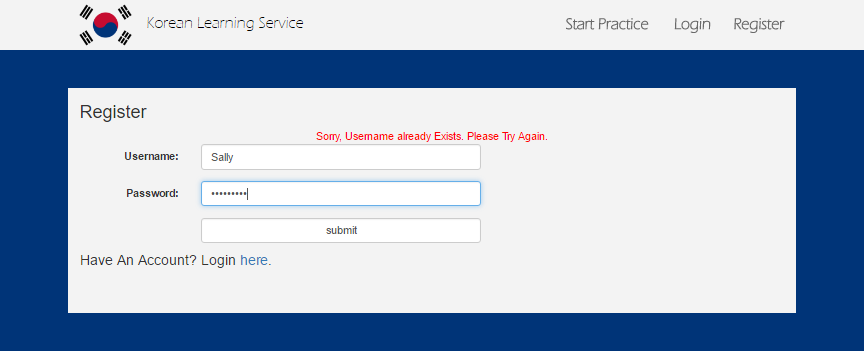 Korean Learning Service
Start Practice Login Register
Register
Sorry, Username already Exists. Please Try Again.
Username: Sally
Password: •••••••••
submit
Have An Account? Login here.